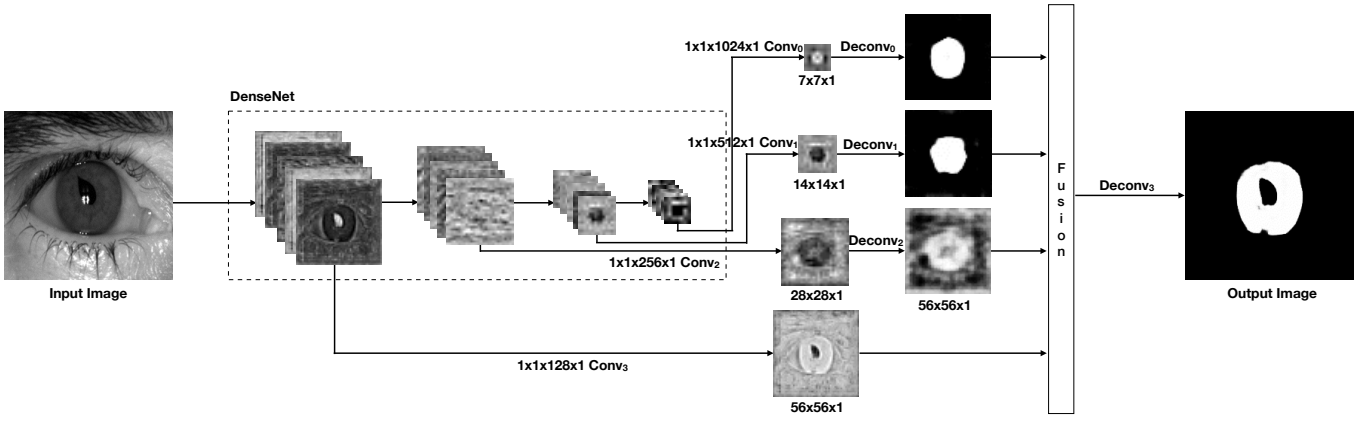 1x1x1024x1 Conv₀
Deconv₀
7x7x1
DenseNet
1x1x512x1 Conv₁
Deconv₁
14x14x1
Fusion
Deconv₃
Input Image
1x1x256x1 Conv₂
Deconv₂
28x28x1
56x56x1
Output Image
1x1x128x1 Conv₃
56x56x1